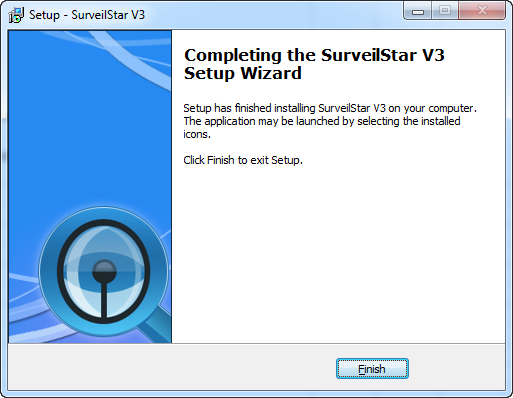 Setup - SurveilStar V3
Completing the SurveilStar V3
Setup Wizard
Setup has finished installing SurveilStar V3 on your computer.
The application may be launched by selecting the installed
icons.
Click Finish to exit Setup.
Finish